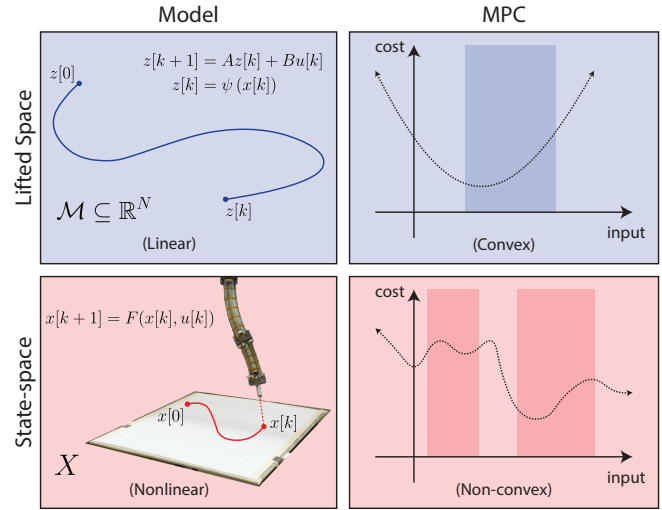 Model
MPC
Lifted Space
z[0]
z[k + 1] = Az[k] + Bu[k]
z[k] = ψ (x[k])
z[k]
ℳ ⊆ ℝᴺ
(Linear)
cost
input
(Convex)
State-space
x[k + 1] = F(x[k], u[k])
x[0]
x[k]
X
(Nonlinear)
cost
input
(Non-convex)